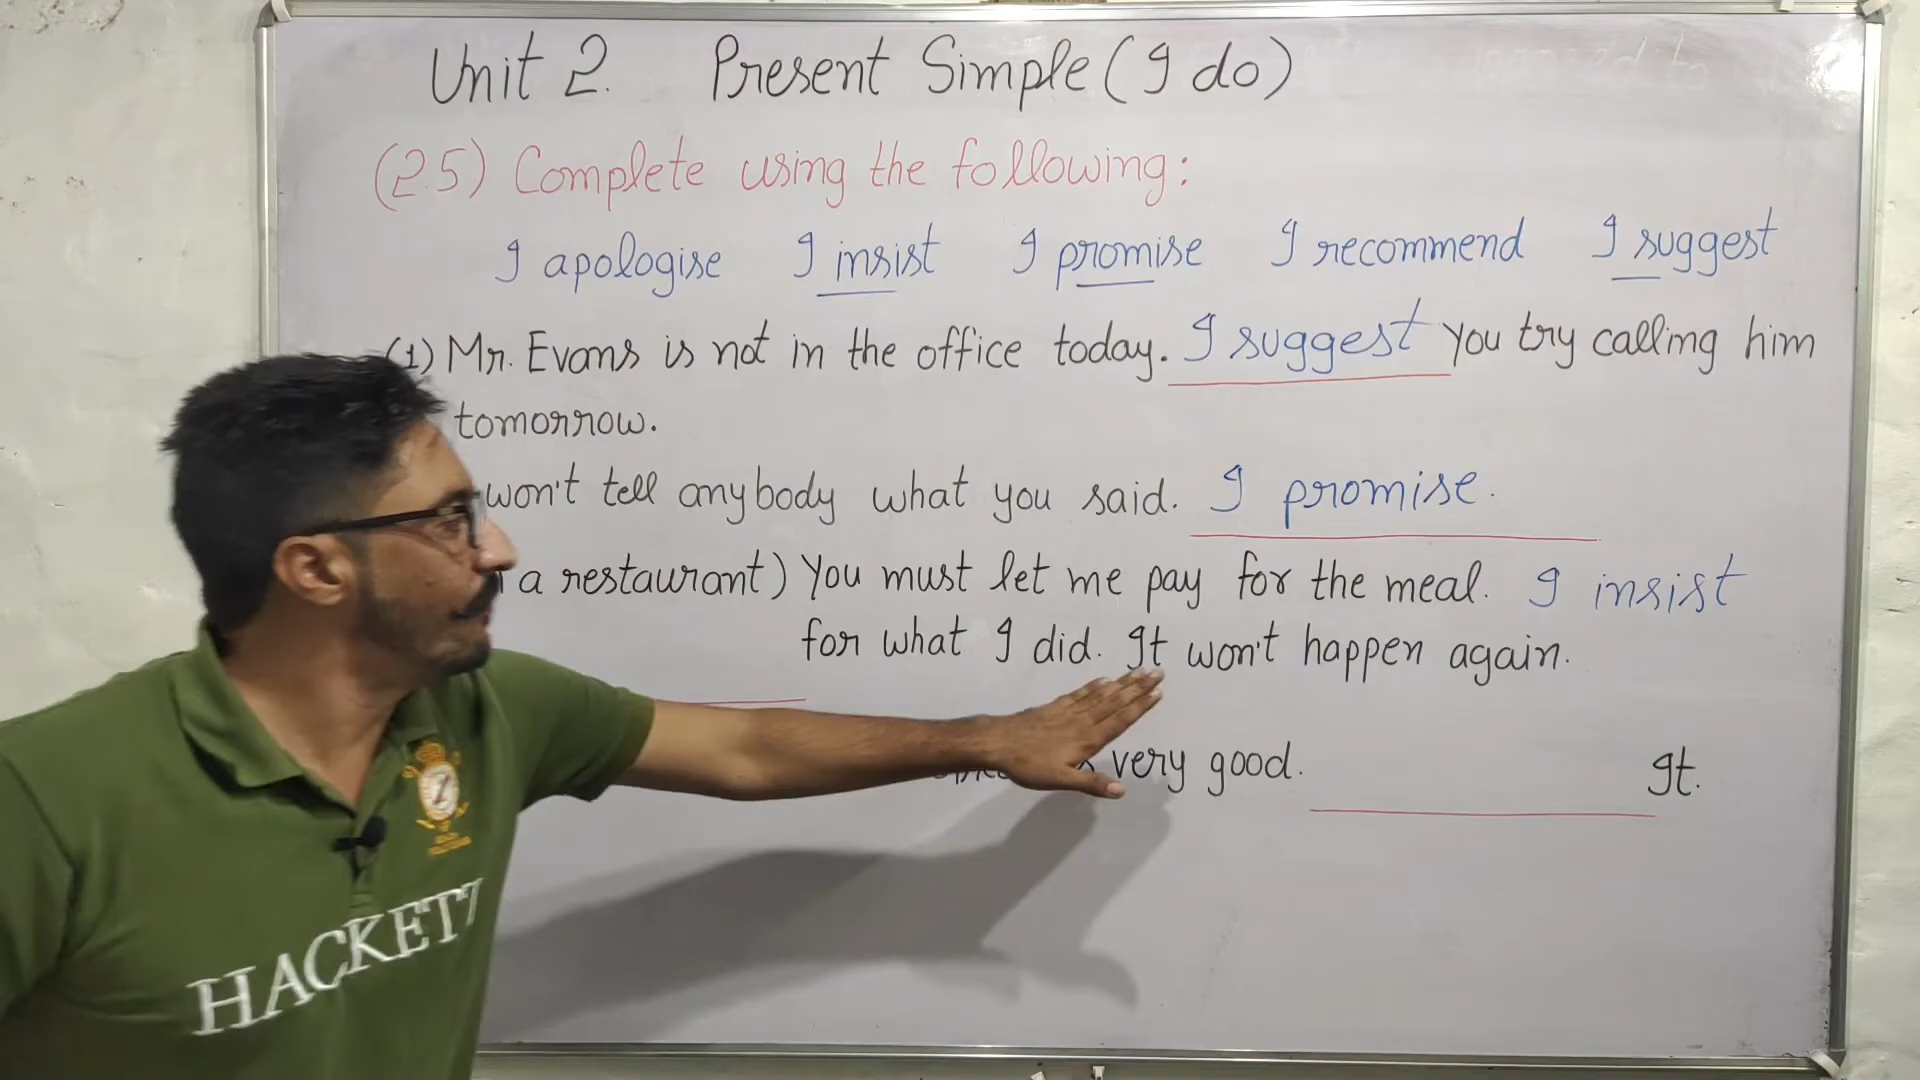 Unit 2. Present Simple (I do)
(2.5) Complete using the following:
I apologise I insist I promise I recommend I suggest
(1) Mr. Evans is not in the office today. I suggest you try calling him
tomorrow.
won't tell anybody what you said. I promise.
a restaurant) You must let me pay for the meal. I insist
for what I did. It won't happen again.
very good. It.
HACKETT